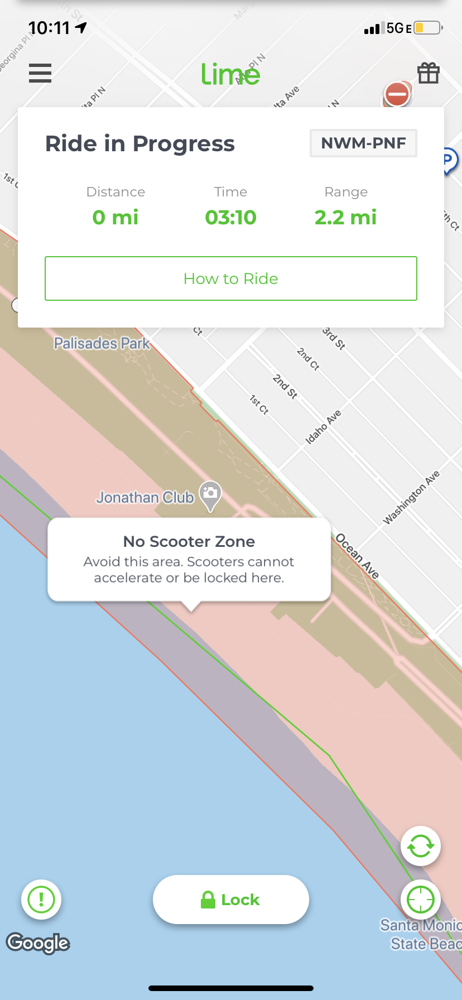 10:11
5G E
Lime
Alta Pl N
Ride in Progress
NWM-PNF
P
Distance
Time
Range
0 mi
03:10
2.2 mi
How to Ride
Palisades Park
Ct
3rd St
2nd Ct
2nd St
1st Ct
Idaho Ave
Washington Ave
Jonathan Club
Ocean Ave
No Scooter Zone
Avoid this area. Scooters cannot
accelerate or be locked here.
!
Lock
Google
Santa Monic
State Beac